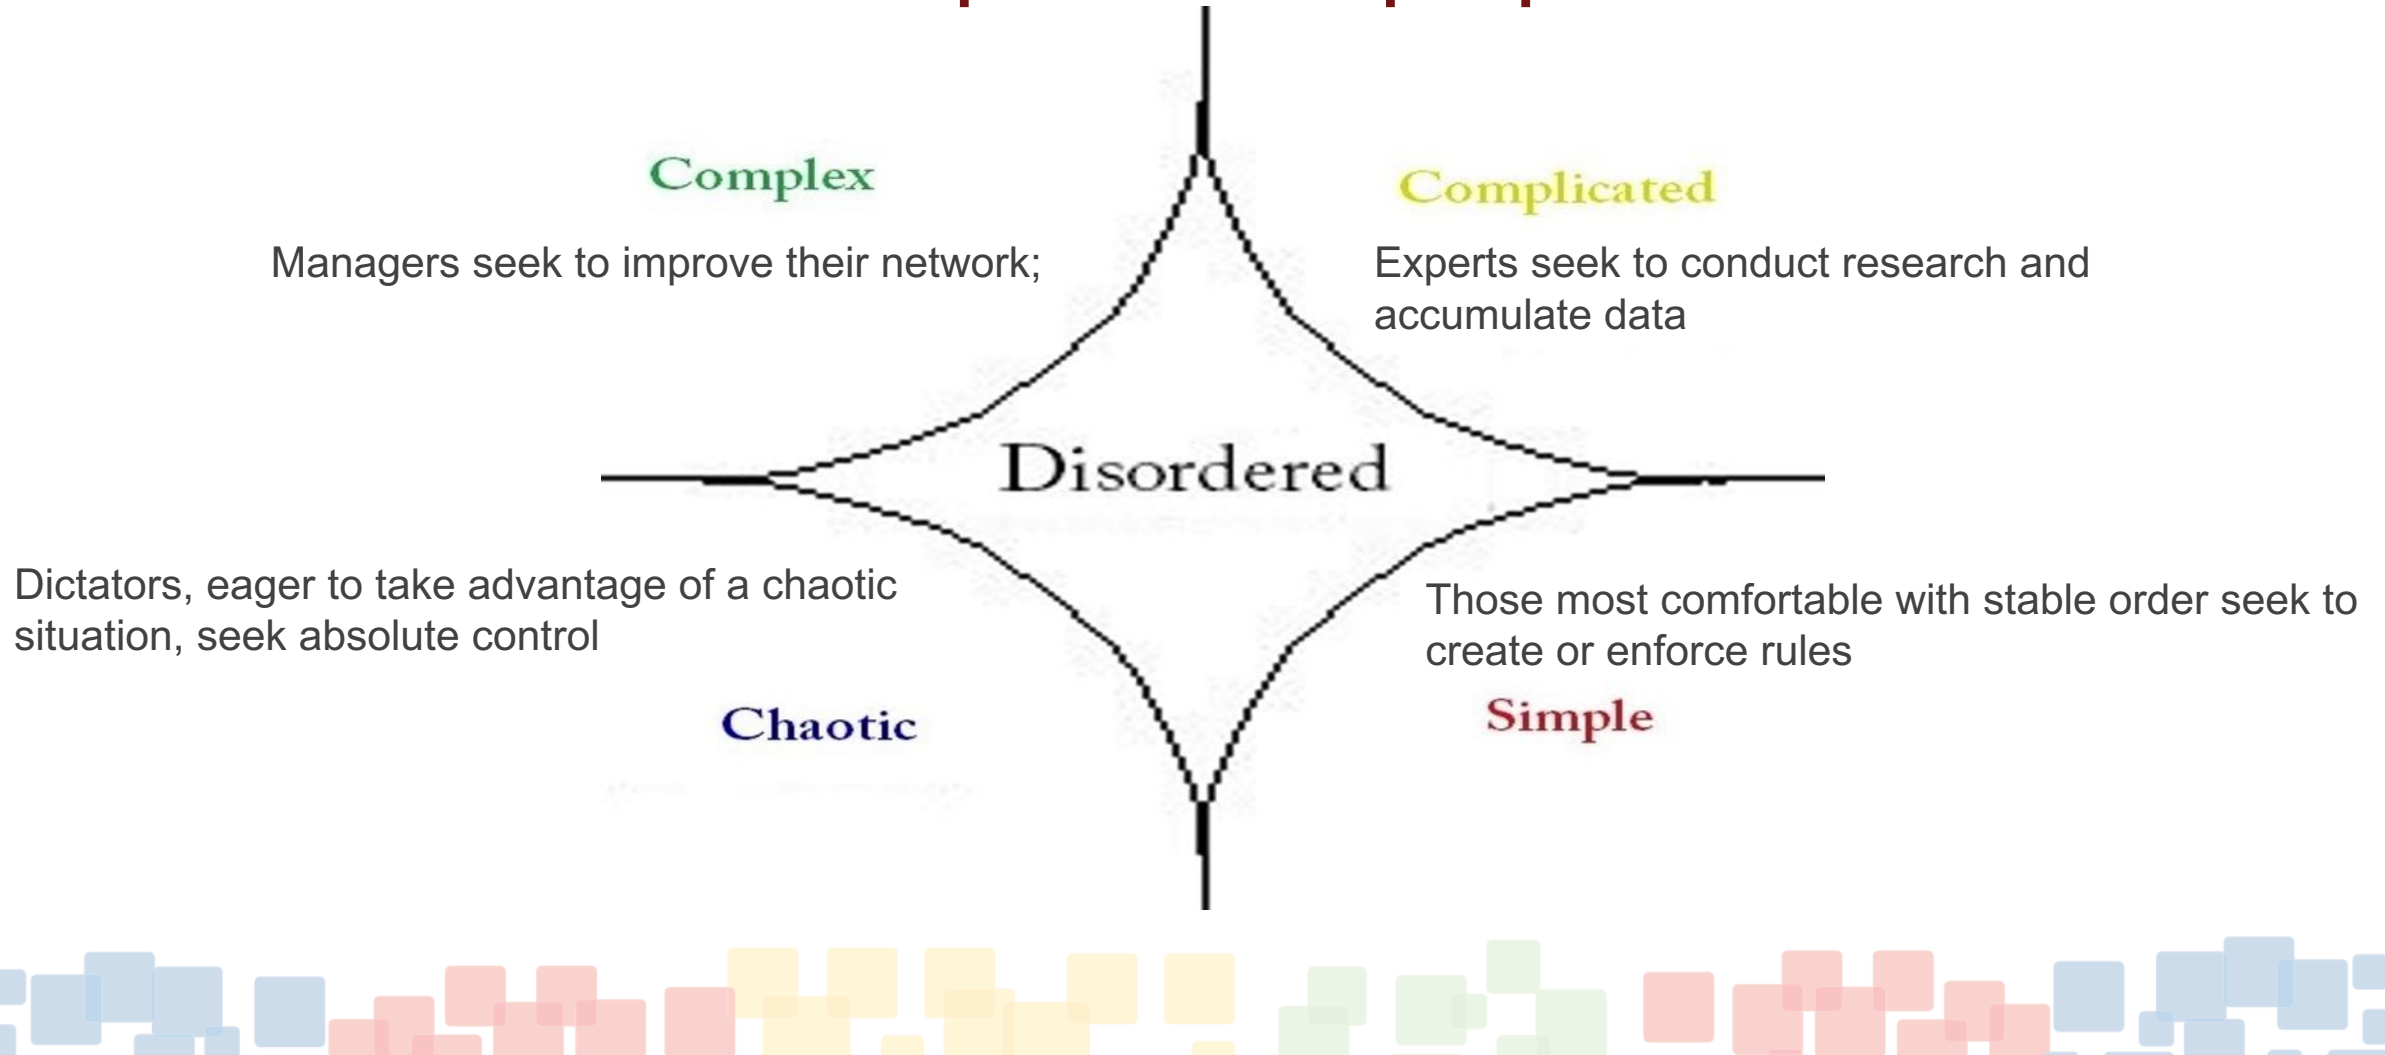 Complex
Complicated
Managers seek to improve their network;
Experts seek to conduct research and
accumulate data
Disordered
Dictators, eager to take advantage of a chaotic
situation, seek absolute control
Those most comfortable with stable order seek to
create or enforce rules
Chaotic
Simple